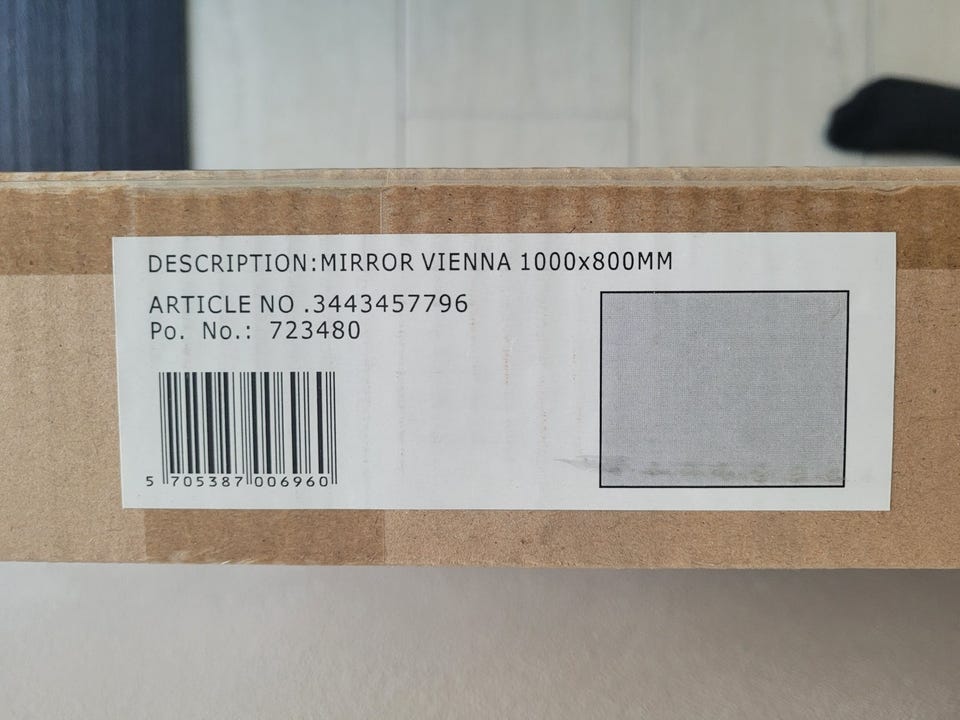 DESCRIPTION:MIRROR VIENNA 1000x800MM
ARTICLE NO .3443457796
Po. No.: 723480
5 705387 006960